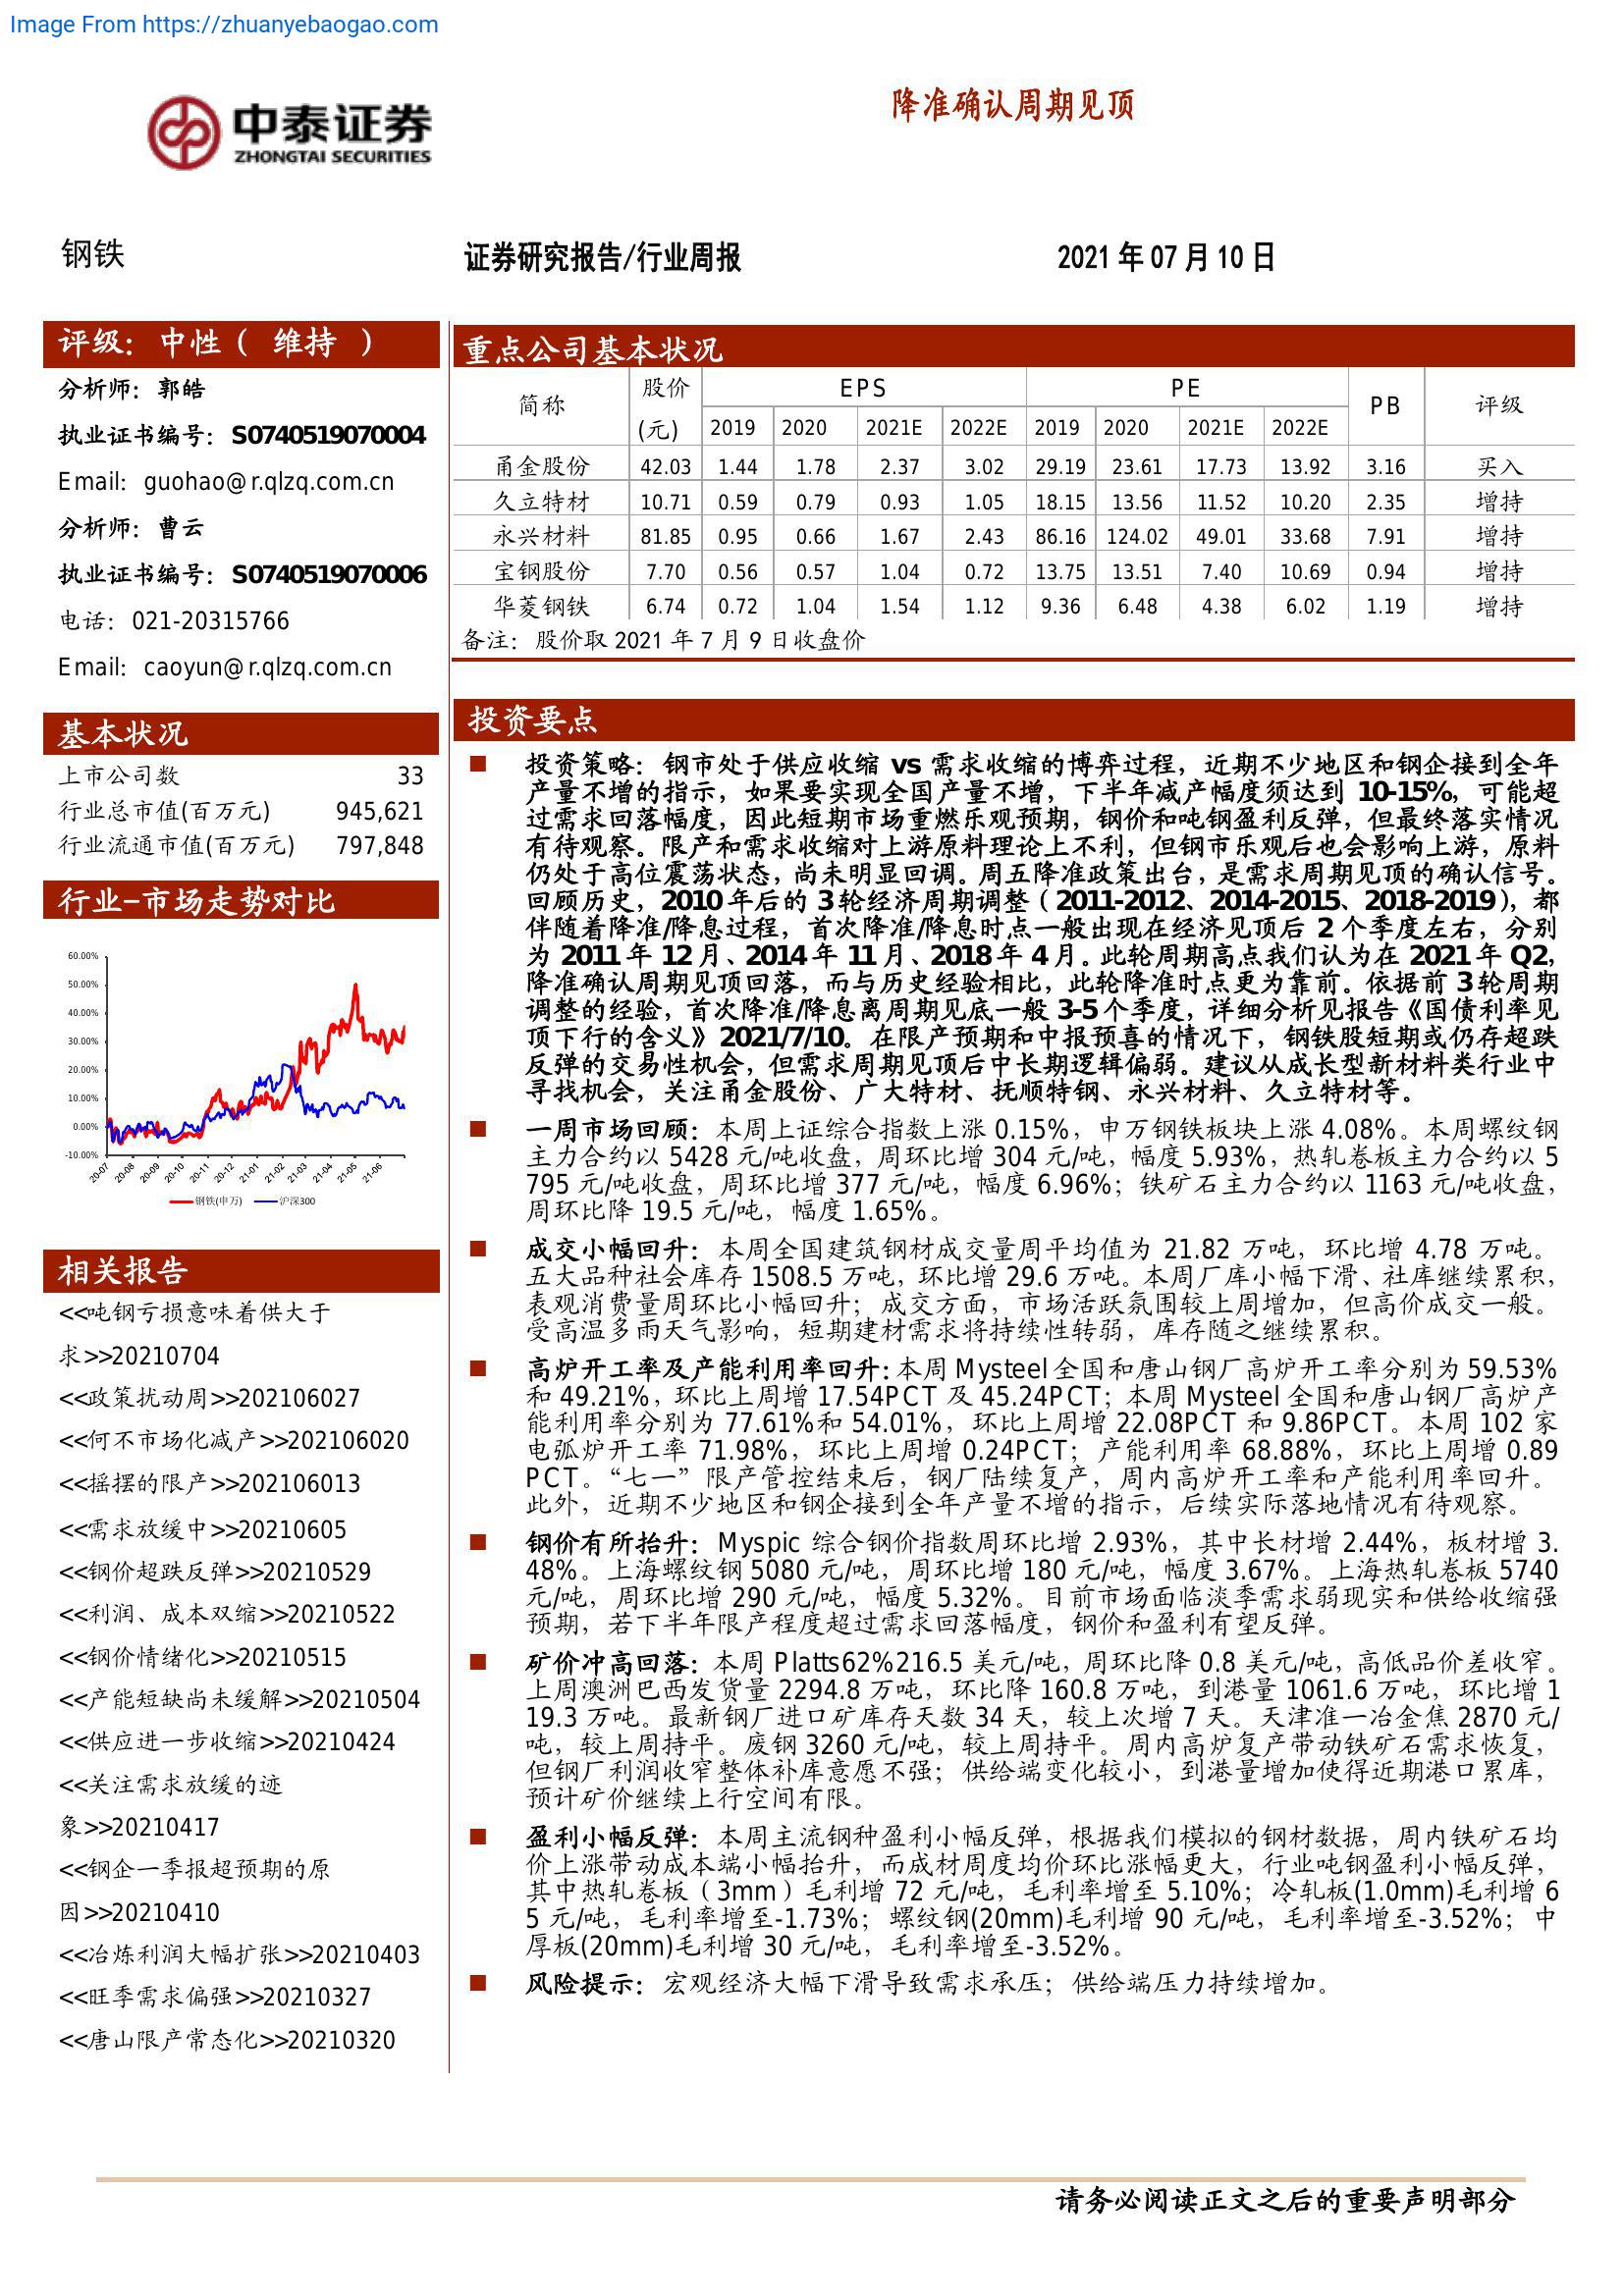 Image From https://zhuanyebaogao.com
中泰证券
ZHONGTAI SECURITIES
降准确认周期见顶
钢铁
证券研究报告/行业周报
2021 年 07 月 10 日
评级：中性（ 维持 ）
分析师：郭皓
执业证书编号：S0740519070004
Email：guohao@r.qlzq.com.cn
分析师：曹云
执业证书编号：S0740519070006
电话：021-20315766
Email：caoyun@r.qlzq.com.cn
基本状况
上市公司数 33
行业总市值(百万元) 945,621
行业流通市值(百万元) 797,848
行业-市场走势对比
60.00%
50.00%
40.00%
30.00%
20.00%
10.00%
0.00%
-10.00%
20-07 20-08 20-09 20-10 20-11 20-12 21-01 21-02 21-03 21-04 21-05 21-06
钢铁(申万) 沪深300
相关报告
<<吨钢亏损意味着供大于
求>>20210704
<<政策扰动周>>202106027
<<何不市场化减产>>202106020
<<摇摆的限产>>202106013
<<需求放缓中>>20210605
<<钢价超跌反弹>>20210529
<<利润、成本双缩>>20210522
<<钢价情绪化>>20210515
<<产能短缺尚未缓解>>20210504
<<供应进一步收缩>>20210424
<<关注需求放缓的迹
象>>20210417
<<钢企一季报超预期的原
因>>20210410
<<冶炼利润大幅扩张>>20210403
<<旺季需求偏强>>20210327
<<唐山限产常态化>>20210320
重点公司基本状况
简称 股价 (元) EPS PE PB 评级
2019 2020 2021E 2022E 2019 2020 2021E 2022E
甬金股份 42.03 1.44 1.78 2.37 3.02 29.19 23.61 17.73 13.92 3.16 买入
久立特材 10.71 0.59 0.79 0.93 1.05 18.15 13.56 11.52 10.20 2.35 增持
永兴材料 81.85 0.95 0.66 1.67 2.43 86.16 124.02 49.01 33.68 7.91 增持
宝钢股份 7.70 0.56 0.57 1.04 0.72 13.75 13.51 7.40 10.69 0.94 增持
华菱钢铁 6.74 0.72 1.04 1.54 1.12 9.36 6.48 4.38 6.02 1.19 增持
备注：股价取 2021 年 7 月 9 日收盘价
投资要点
■ 投资策略：钢市处于供应收缩 vs 需求收缩的博弈过程，近期不少地区和钢企接到全年
产量不增的指示，如果要实现全国产量不增，下半年减产幅度须达到 10-15%，可能超
过需求回落幅度，因此短期市场重燃乐观预期，钢价和吨钢盈利反弹，但最终落实情况
有待观察。限产和需求收缩对上游原料理论上不利，但钢市乐观后也会影响上游，原料
仍处于高位震荡状态，尚未明显回调。周五降准政策出台，是需求周期见顶的确认信号。
回顾历史，2010 年后的 3 轮经济周期调整（2011-2012、2014-2015、2018-2019），都
伴随着降准/降息过程，首次降准/降息时点一般出现在经济见顶后 2 个季度左右，分别
为 2011 年 12 月、2014 年 11 月、2018 年 4 月。此轮周期高点我们认为在 2021 年 Q2，
降准确认周期见顶回落，而与历史经验相比，此轮降准时点更为靠前。依据前 3 轮周期
调整的经验，首次降准/降息离周期见底一般 3-5 个季度，详细分析见报告《国债利率见
顶下行的含义》2021/7/10。在限产预期和中报预喜的情况下，钢铁股短期或仍存超跌
反弹的交易性机会，但需求周期见顶后中长期逻辑偏弱。建议从成长型新材料类行业中
寻找机会，关注甬金股份、广大特材、抚顺特钢、永兴材料、久立特材等。
■ 一周市场回顾：本周上证综合指数上涨 0.15%，申万钢铁板块上涨 4.08%。本周螺纹钢
主力合约以 5428 元/吨收盘，周环比增 304 元/吨，幅度 5.93%，热轧卷板主力合约以 5
795 元/吨收盘，周环比增 377 元/吨，幅度 6.96%；铁矿石主力合约以 1163 元/吨收盘，
周环比降 19.5 元/吨，幅度 1.65%。
■ 成交小幅回升：本周全国建筑钢材成交量周平均值为 21.82 万吨，环比增 4.78 万吨。
五大品种社会库存 1508.5 万吨，环比增 29.6 万吨。本周厂库小幅下滑、社库继续累积，
表观消费量周环比小幅回升；成交方面，市场活跃氛围较上周增加，但高价成交一般。
受高温多雨天气影响，短期建材需求将持续性转弱，库存随之继续累积。
■ 高炉开工率及产能利用率回升：本周 Mysteel 全国和唐山钢厂高炉开工率分别为 59.53%
和 49.21%，环比上周增 17.54PCT 及 45.24PCT；本周 Mysteel 全国和唐山钢厂高炉产
能利用率分别为 77.61%和 54.01%，环比上周增 22.08PCT 和 9.86PCT。本周 102 家
电弧炉开工率 71.98%，环比上周增 0.24PCT；产能利用率 68.88%，环比上周增 0.89
PCT。“七一”限产管控结束后，钢厂陆续复产，周内高炉开工率和产能利用率回升。
此外，近期不少地区和钢企接到全年产量不增的指示，后续实际落地情况有待观察。
■ 钢价有所抬升：Myspic 综合钢价指数周环比增 2.93%，其中长材增 2.44%，板材增 3.
48%。上海螺纹钢 5080 元/吨，周环比增 180 元/吨，幅度 3.67%。上海热轧卷板 5740
元/吨，周环比增 290 元/吨，幅度 5.32%。目前市场面临淡季需求弱现实和供给收缩强
预期，若下半年限产程度超过需求回落幅度，钢价和盈利有望反弹。
■ 矿价冲高回落：本周 Platts62%216.5 美元/吨，周环比降 0.8 美元/吨，高低品价差收窄。
上周澳洲巴西发货量 2294.8 万吨，环比降 160.8 万吨，到港量 1061.6 万吨，环比增 1
19.3 万吨。最新钢厂进口矿库存天数 34 天，较上次增 7 天。天津准一冶金焦 2870 元/
吨，较上周持平。废钢 3260 元/吨，较上周持平。周内高炉复产带动铁矿石需求恢复，
但钢厂利润收窄整体补库意愿不强；供给端变化较小，到港量增加使得近期港口累库，
预计矿价继续上行空间有限。
■ 盈利小幅反弹：本周主流钢种盈利小幅反弹，根据我们模拟的钢材数据，周内铁矿石均
价上涨带动成本端小幅抬升，而成材周度均价环比涨幅更大，行业吨钢盈利小幅反弹，
其中热轧卷板（3mm）毛利增 72 元/吨，毛利率增至 5.10%；冷轧板(1.0mm)毛利增 6
5 元/吨，毛利率增至-1.73%；螺纹钢(20mm)毛利增 90 元/吨，毛利率增至-3.52%；中
厚板(20mm)毛利增 30 元/吨，毛利率增至-3.52%。
■ 风险提示：宏观经济大幅下滑导致需求承压；供给端压力持续增加。
请务必阅读正文之后的重要声明部分